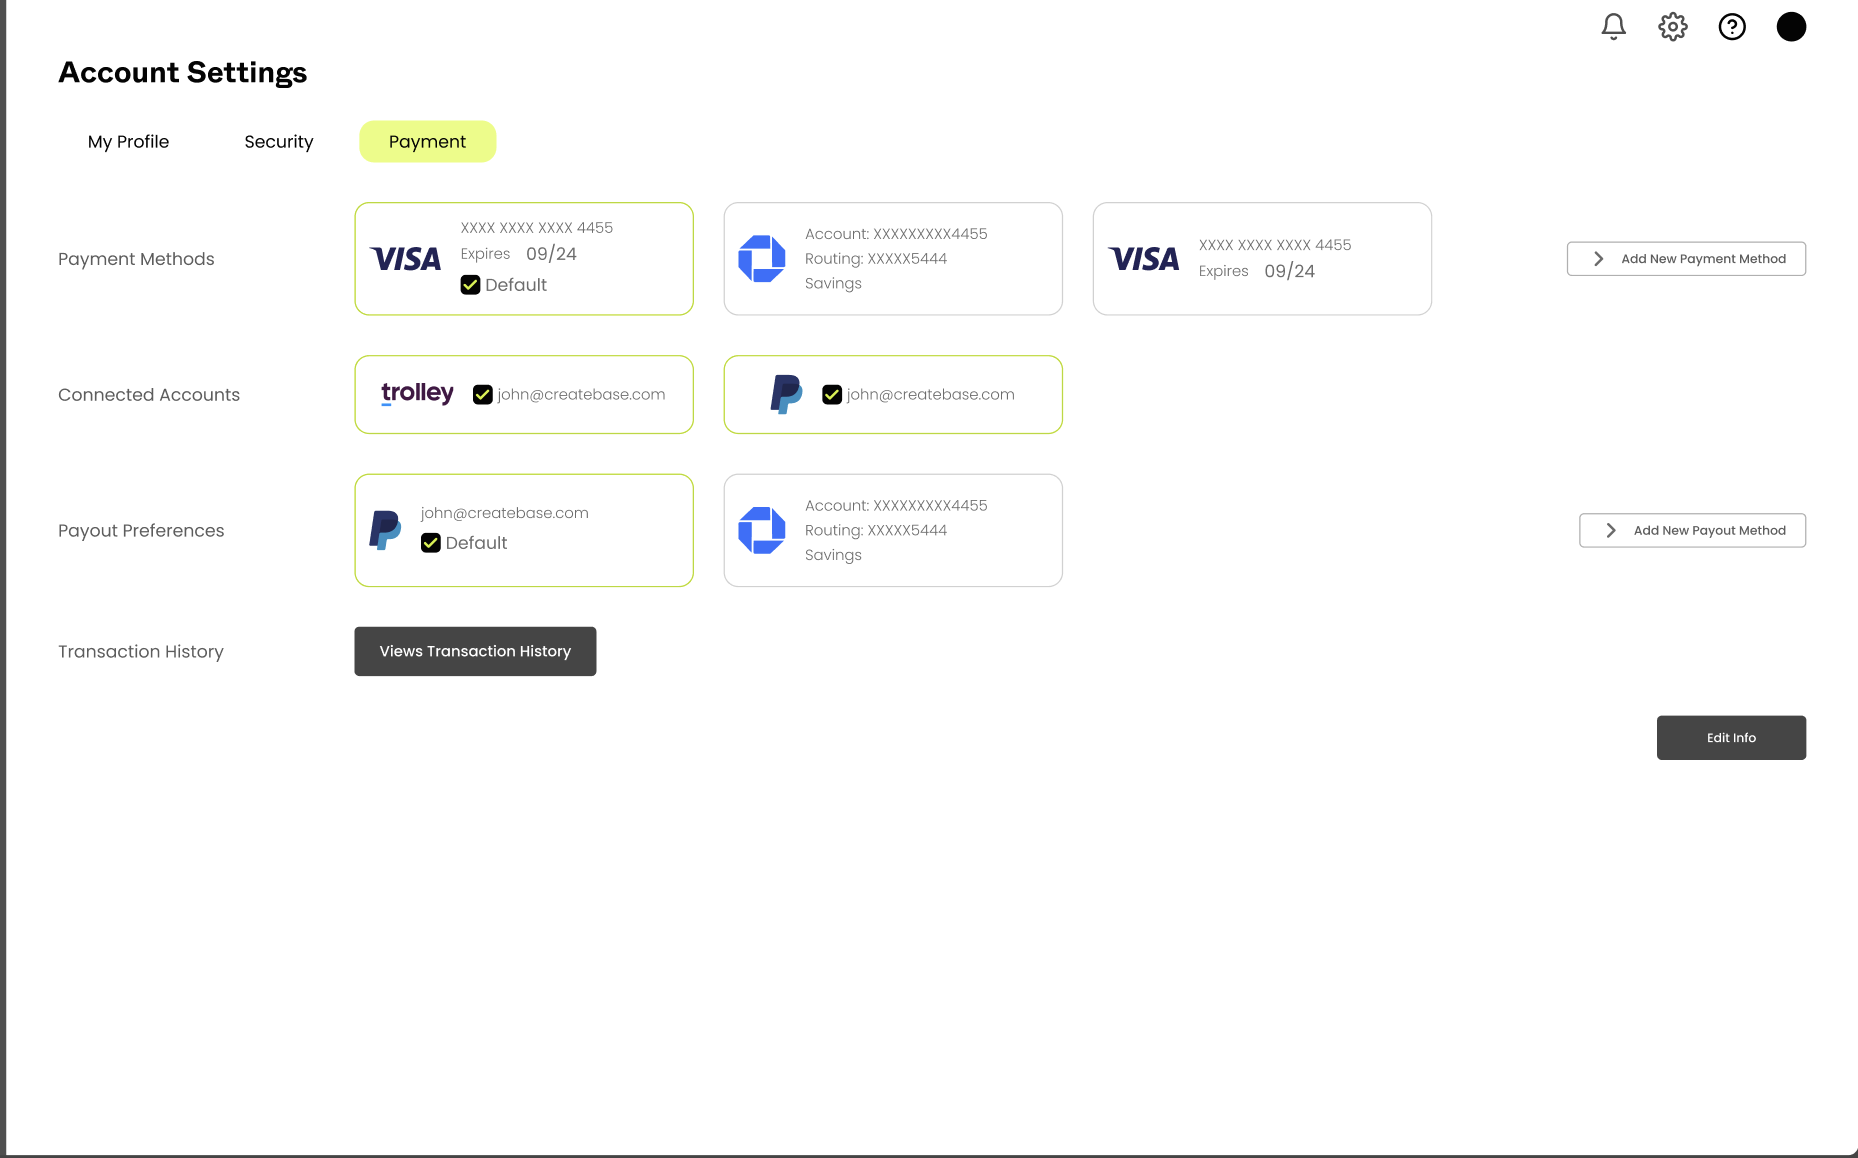 Account Settings
My Profile
Security
Payment
Payment Methods
VISA
XXXX XXXX XXXX 4455
Expires 09/24
Default
Account: XXXXXXXXX4455
Routing: XXXXX5444
Savings
VISA
XXXX XXXX XXXX 4455
Expires 09/24
Add New Payment Method
Connected Accounts
trolley
john@createbase.com
john@createbase.com
Payout Preferences
john@createbase.com
Default
Account: XXXXXXXXX4455
Routing: XXXXX5444
Savings
Add New Payout Method
Transaction History
Views Transaction History
Edit Info